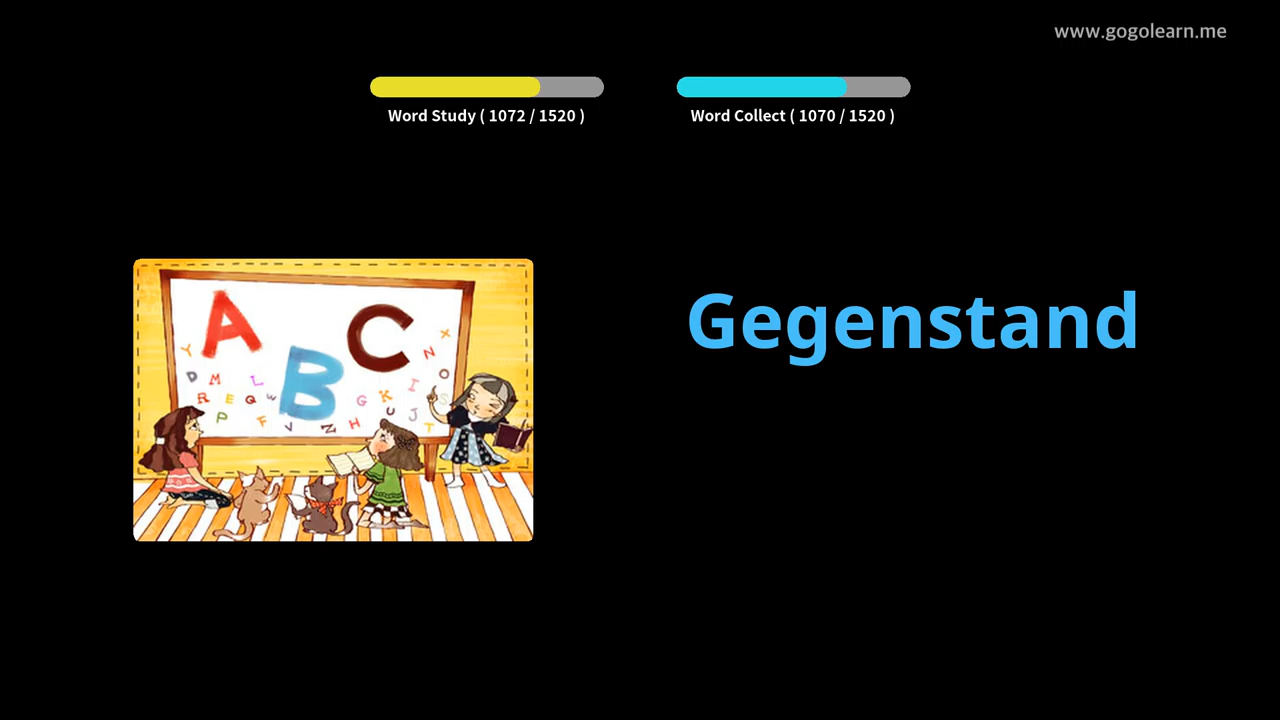 www.gogolearn.me
Word Study ( 1072 / 1520 )
Word Collect ( 1070 / 1520 )
Gegenstand
A
C
B
Y
X
N
D
M
L
O
I
R
E
Q
W
G
K
S
P
F
V
Z
H
U
J
T